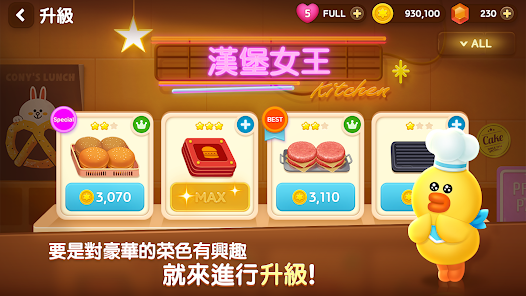 升級
5 FULL +
930,100 +
230 +
ALL
漢堡女王
Kitchen
CONY'S LUNCH
Special
BEST
3,070
MAX
3,110
Cake
要是對豪華的菜色有興趣
就來進行升級!